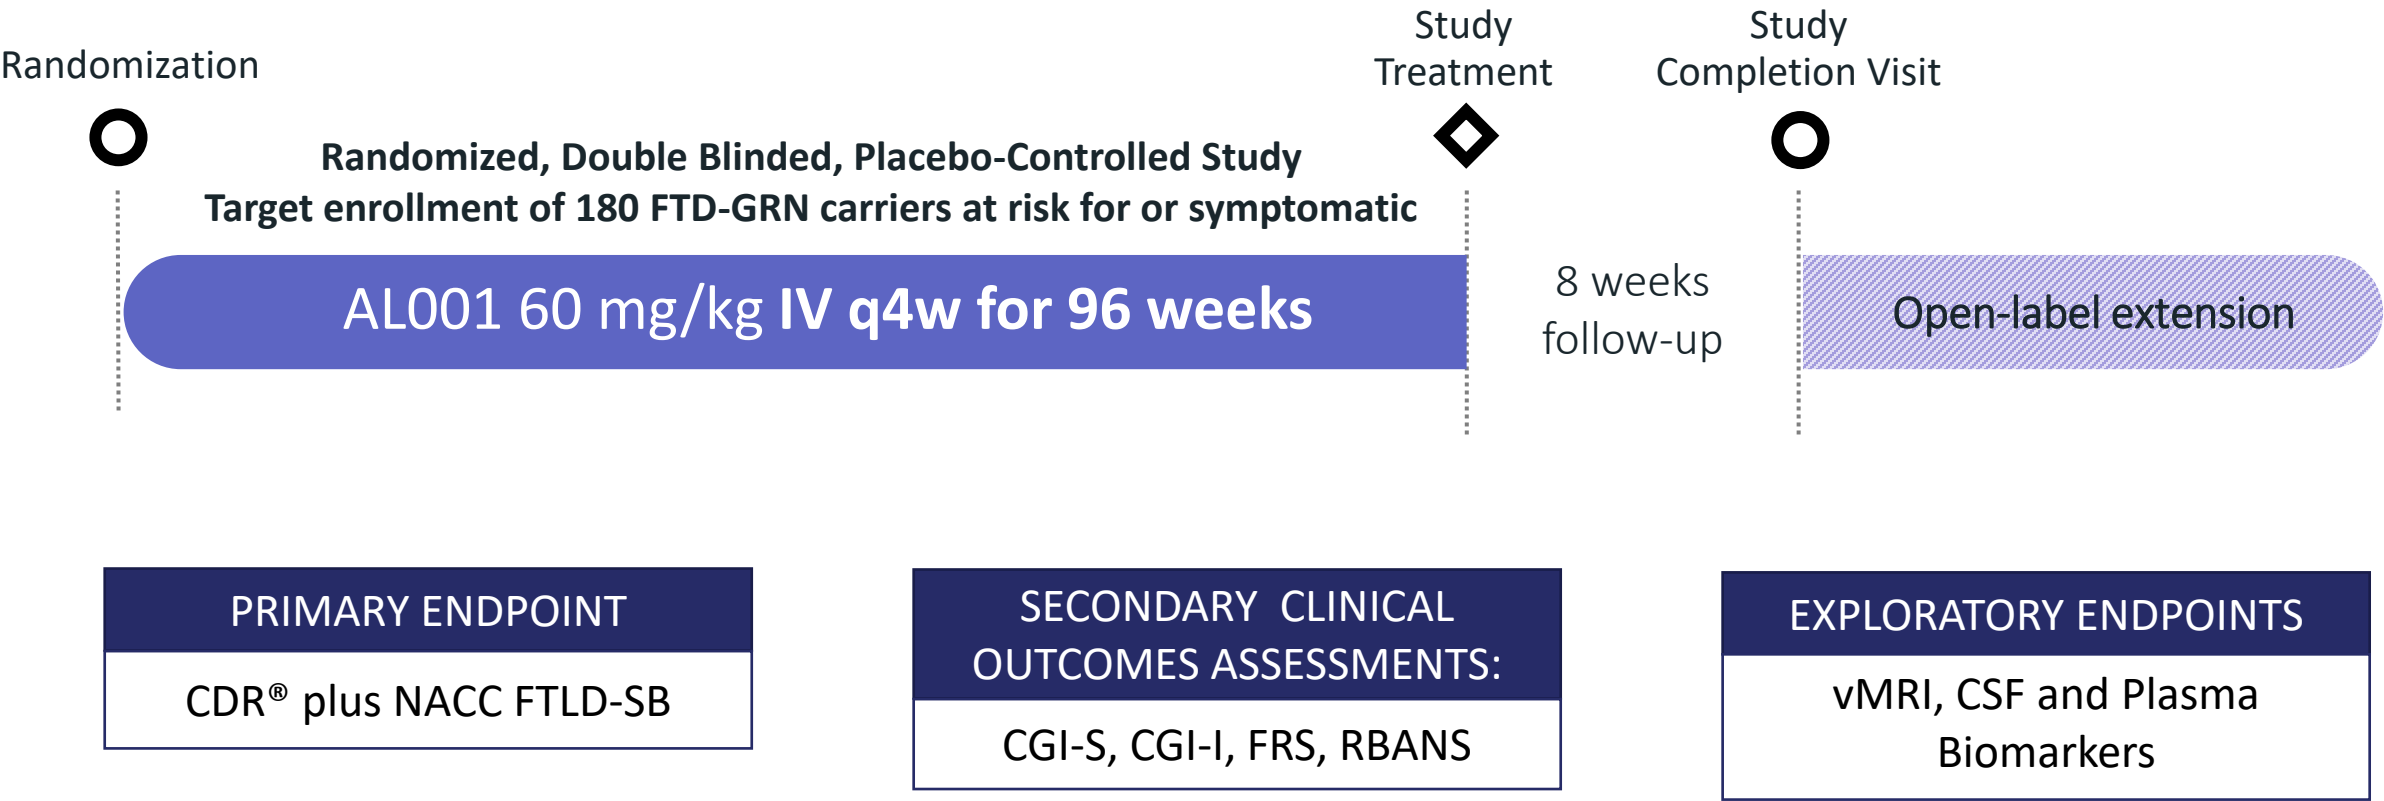 Randomization
Study
Treatment
Study
Completion Visit
Randomized, Double Blinded, Placebo-Controlled Study
Target enrollment of 180 FTD-GRN carriers at risk for or symptomatic
AL001 60 mg/kg IV q4w for 96 weeks
8 weeks
follow-up
Open-label extension
PRIMARY ENDPOINT
CDR® plus NACC FTLD-SB
SECONDARY CLINICAL
OUTCOMES ASSESSMENTS:
CGI-S, CGI-I, FRS, RBANS
EXPLORATORY ENDPOINTS
vMRI, CSF and Plasma
Biomarkers